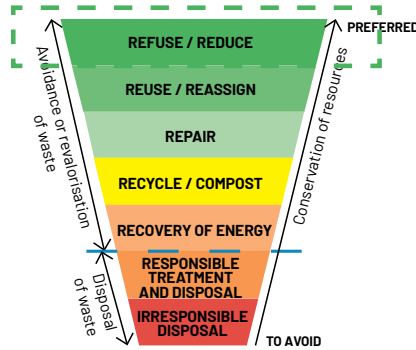 PREFERRED
REFUSE / REDUCE
REUSE / REASSIGN
REPAIR
RECYCLE / COMPOST
RECOVERY OF ENERGY
RESPONSIBLE
TREATMENT
AND DISPOSAL
IRRESPONSIBLE
DISPOSAL
TO AVOID
Avoidance or revalorisation
of waste
Disposal
of waste
Conservation of resources